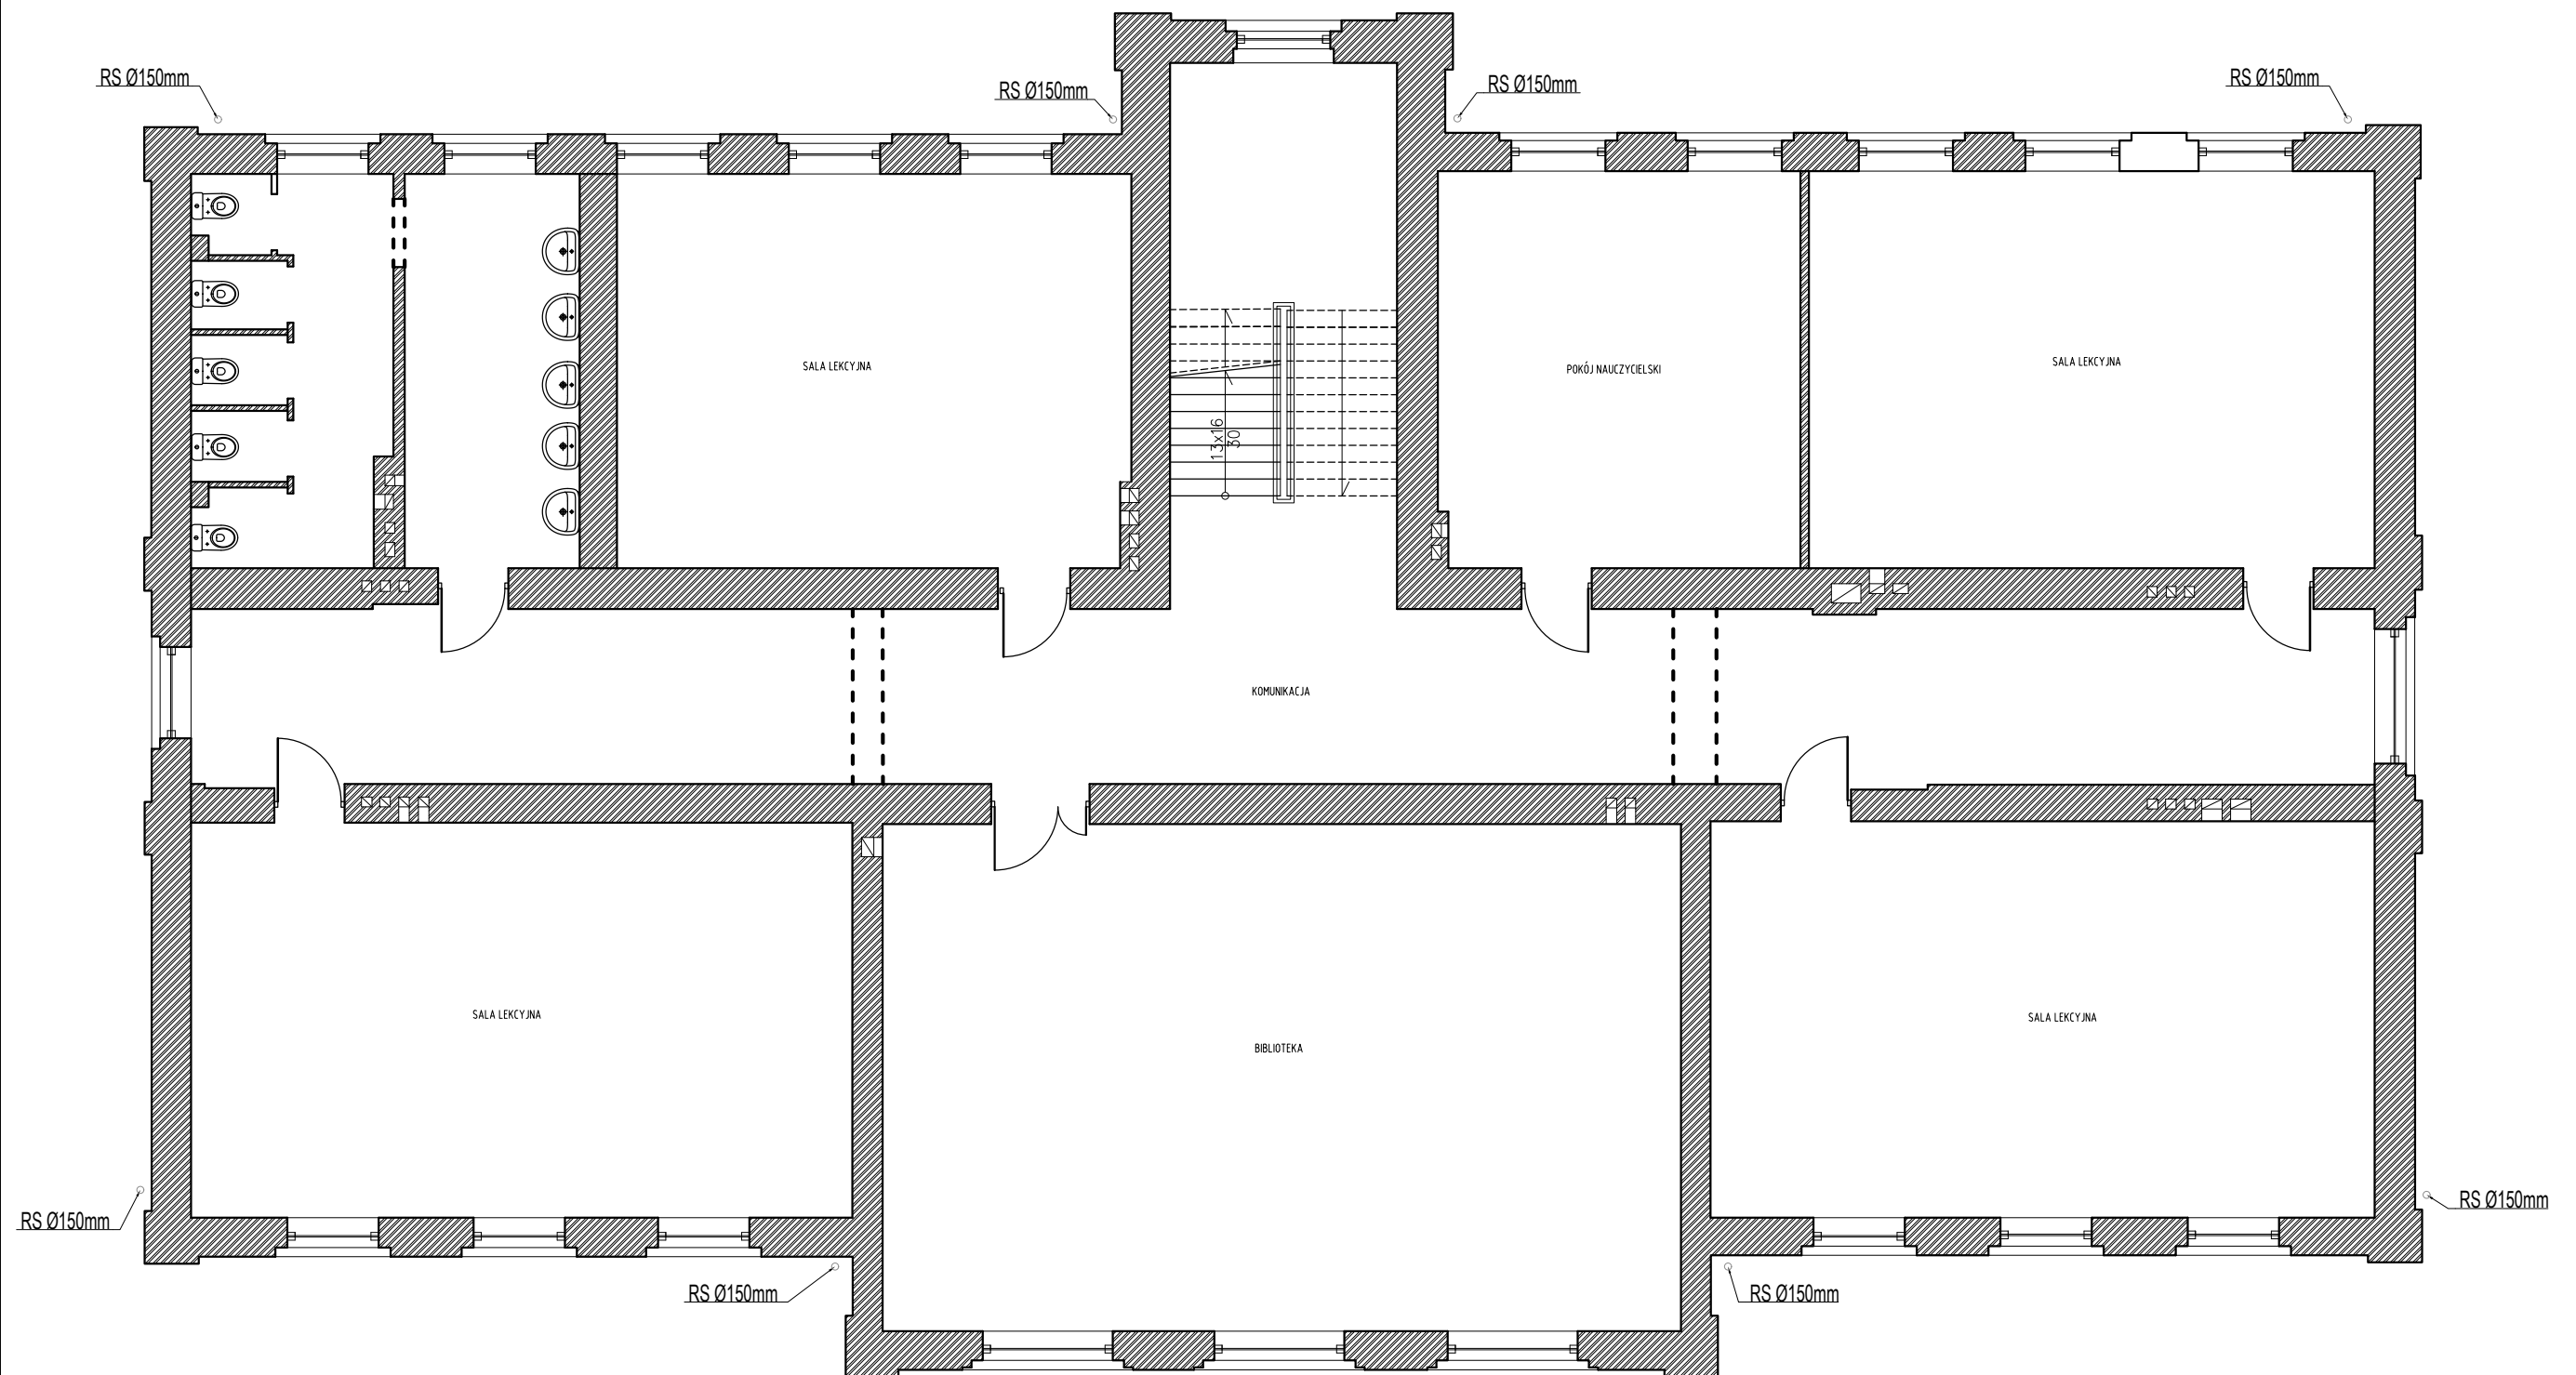 RS Ø150mm
RS Ø150mm
RS Ø150mm
RS Ø150mm
SALA LEKCYJNA
POKÓJ NAUCZYCIELSKI
SALA LEKCYJNA
13x16
30
KOMUNIKACJA
SALA LEKCYJNA
BIBLIOTEKA
SALA LEKCYJNA
RS Ø150mm
RS Ø150mm
RS Ø150mm
RS Ø150mm